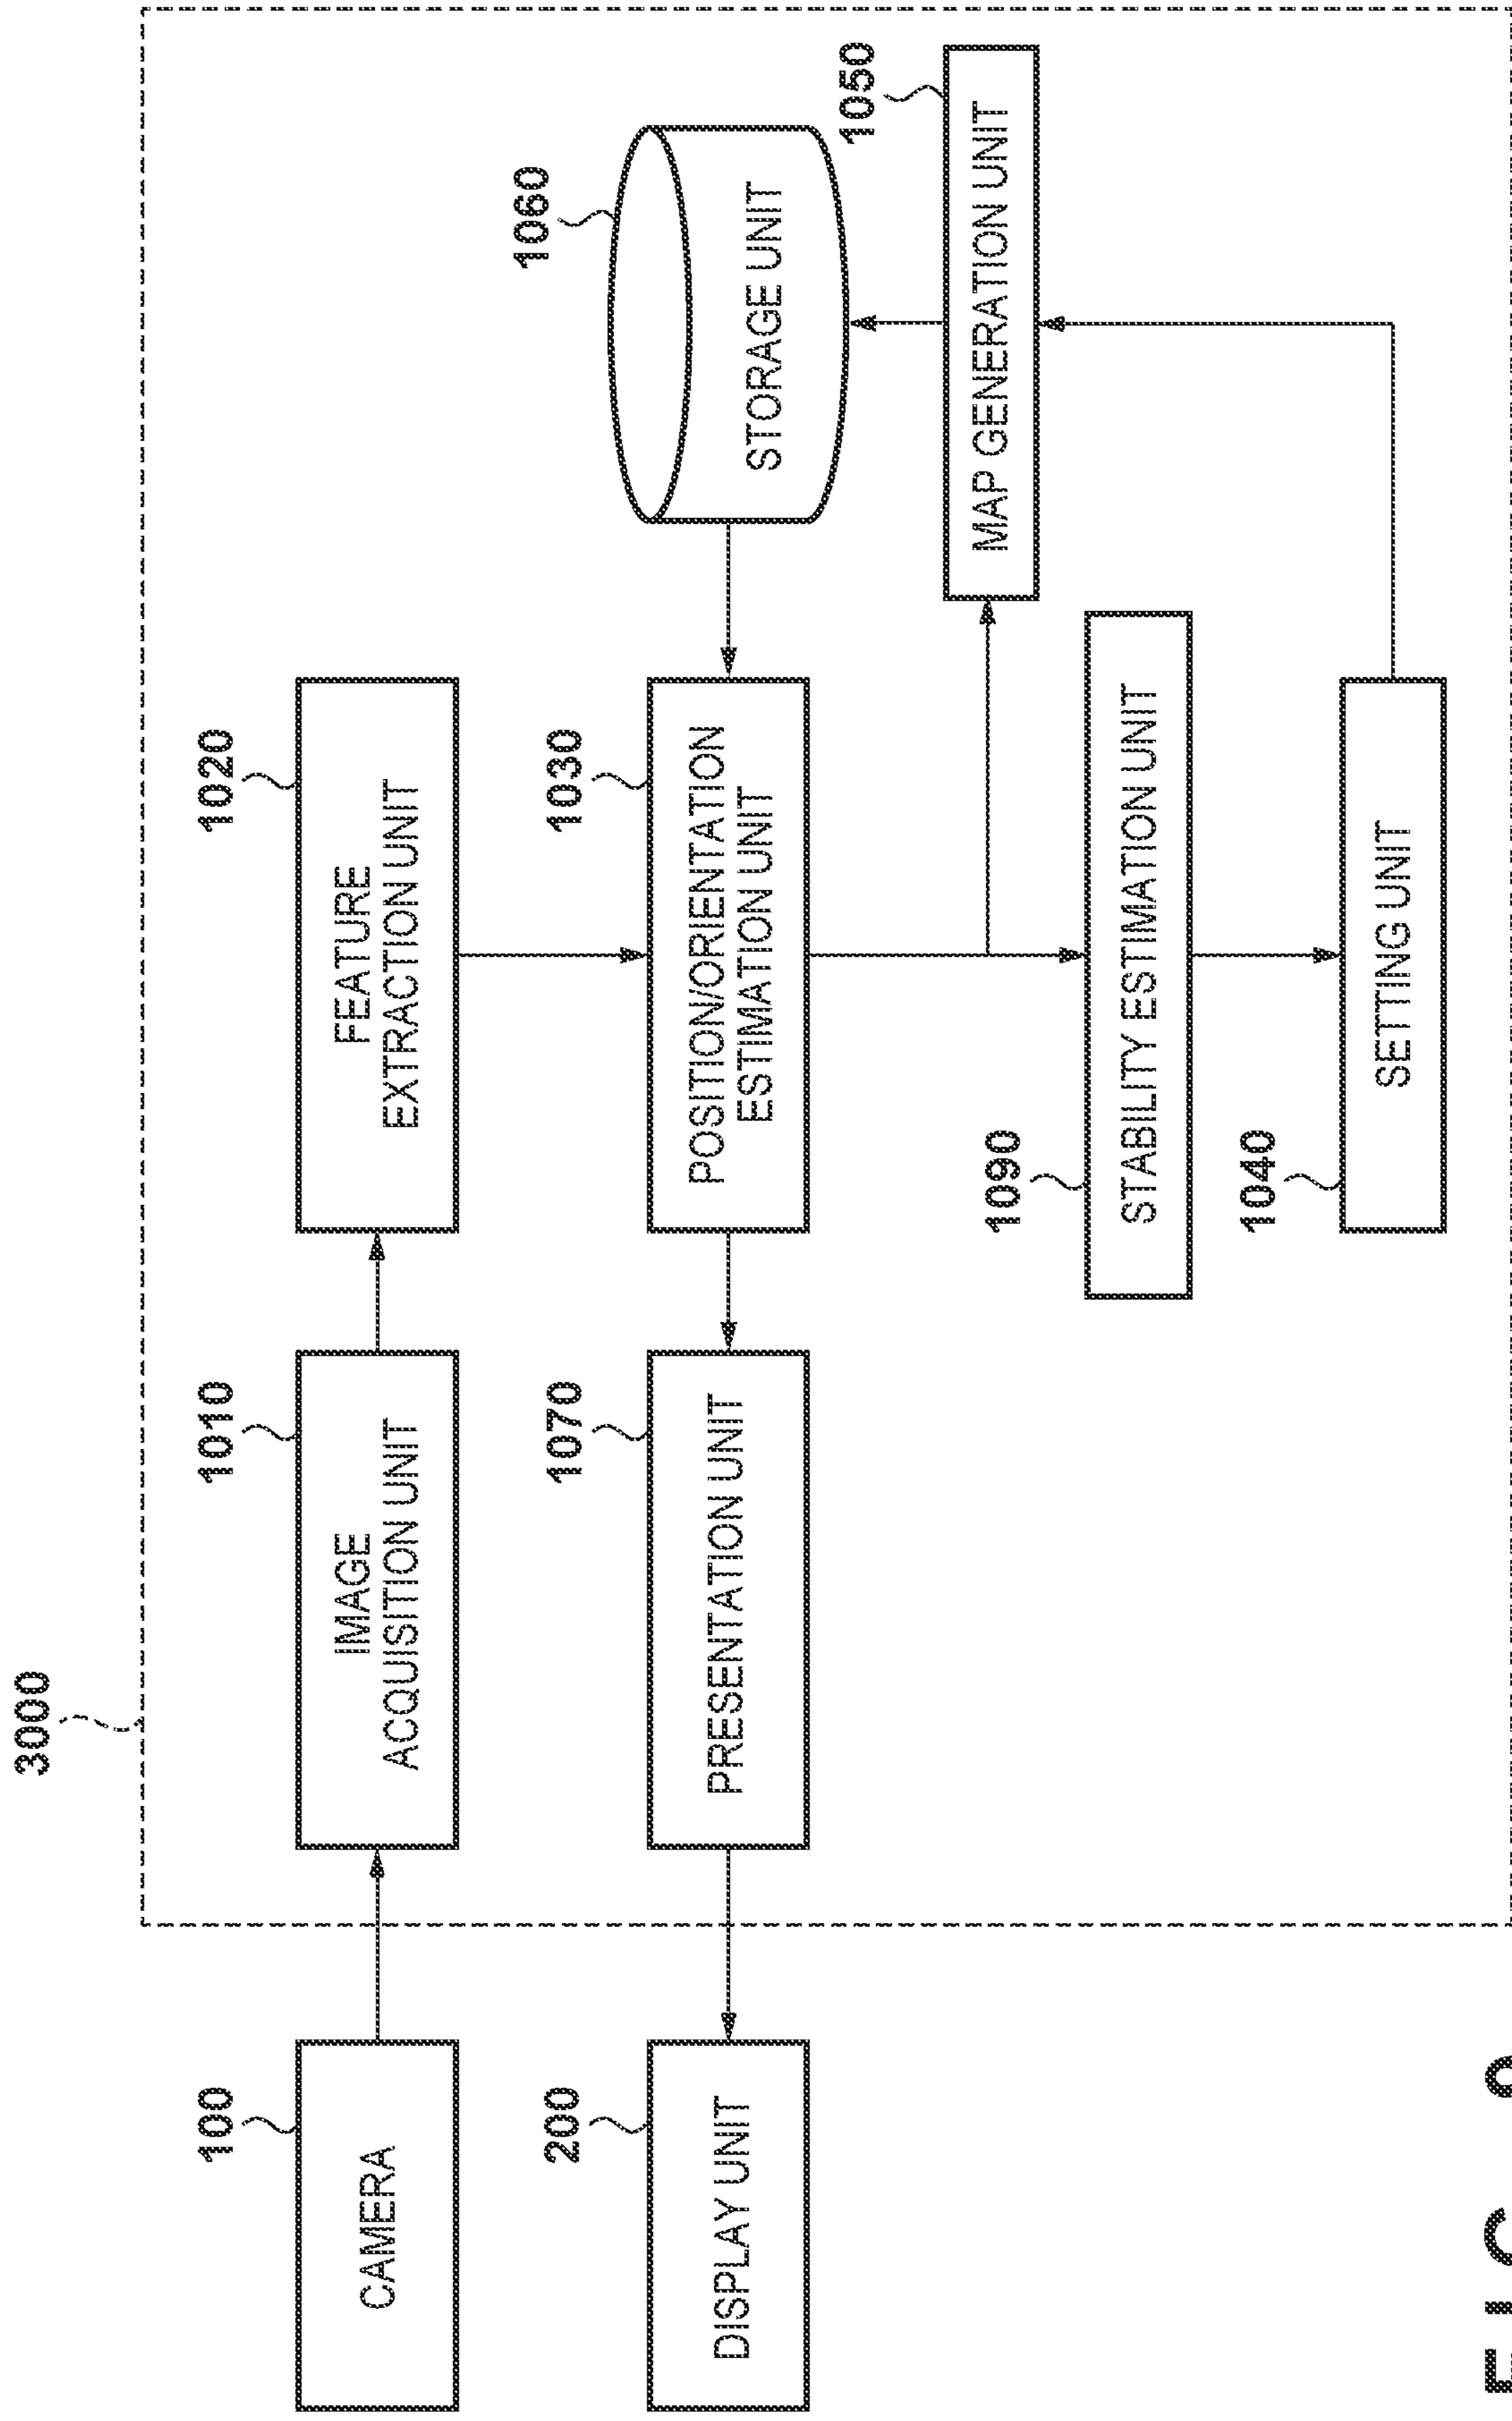 3000
100
CAMERA
1010
IMAGE
ACQUISITION UNIT
1020
FEATURE
EXTRACTION UNIT
200
DISPLAY UNIT
1070
PRESENTATION UNIT
1030
POSITION/ORIENTATION
ESTIMATION UNIT
1060
STORAGE UNIT
1050
MAP GENERATION UNIT
1090
STABILITY ESTIMATION UNIT
1040
SETTING UNIT